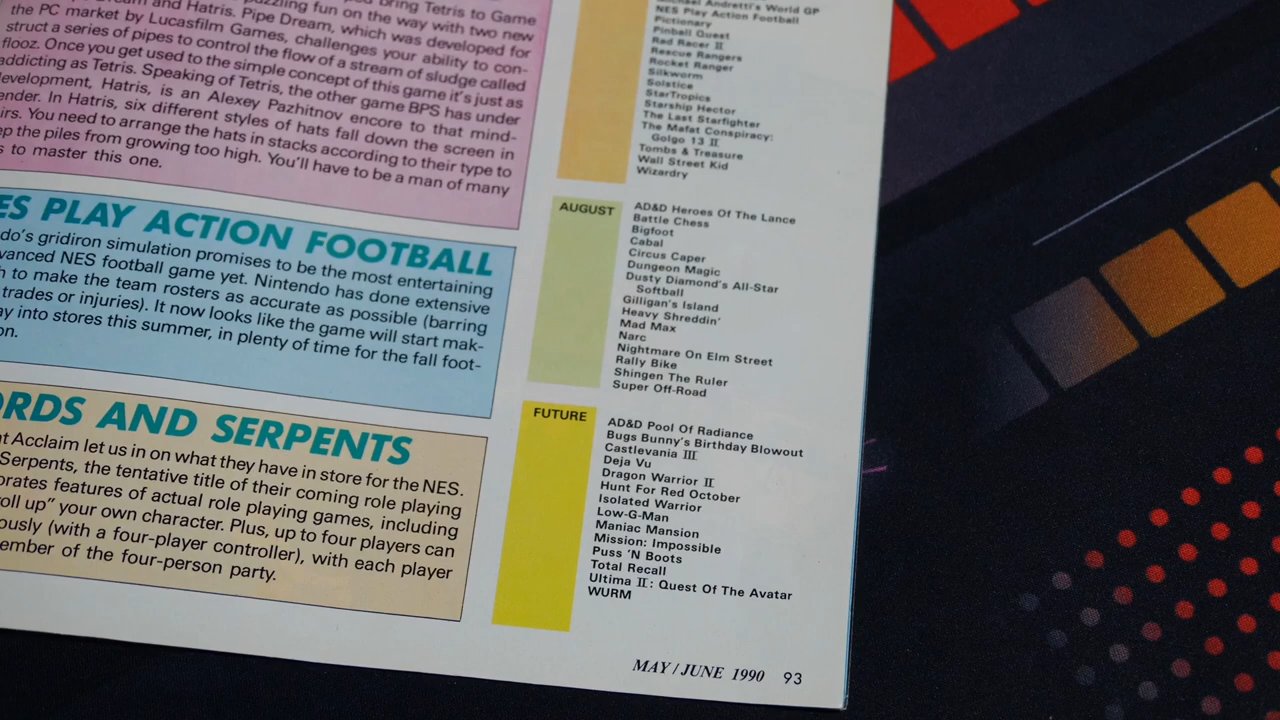 bring Tetris to Game
zzling fun on the way with two new
and Hatris. Pipe Dream, which was developed for
the PC market by Lucasfilm Games, challenges your ability to con-
struct a series of pipes to control the flow of a stream of sludge called
flooz. Once you get used to the simple concept of this game it's just as
addicting as Tetris. Speaking of Tetris, the other game BPS has under
evelopment, Hatris, is an Alexey Pazhitnov encore to that mind-
ender. In Hatris, six different styles of hats fall down the screen in
irs. You need to arrange the hats in stacks according to their type to
ep the piles from growing too high. You'll have to be a man of many
s to master this one.
ES PLAY ACTION FOOTBALL
do's gridiron simulation promises to be the most entertaining
vanced NES football game yet. Nintendo has done extensive
h to make the team rosters as accurate as possible (barring
trades or injuries). It now looks like the game will start mak-
ay into stores this summer, in plenty of time for the fall foot-
on.
ORDS AND SERPENTS
at Acclaim let us in on what they have in store for the NES.
Serpents, the tentative title of their coming role playing
orates features of actual role playing games, including
roll up" your own character. Plus, up to four players can
ously (with a four-player controller), with each player
ember of the four-person party.
Michael Andretti's World GP
NES Play Action Football
Pictionary
Pinball Quest
Rad Racer II
Rescue Rangers
Rocket Ranger
Silkworm
Solstice
StarTropics
Starship Hector
The Last Starfighter
The Mafat Conspiracy:
Golgo 13 II
Tombs & Treasure
Wall Street Kid
Wizardry
AUGUST
AD&D Heroes Of The Lance
Battle Chess
Bigfoot
Cabal
Circus Caper
Dungeon Magic
Dusty Diamond's All-Star
Softball
Gilligan's Island
Heavy Shreddin'
Mad Max
Narc
Nightmare On Elm Street
Rally Bike
Shingen The Ruler
Super Off-Road
FUTURE
AD&D Pool Of Radiance
Bugs Bunny's Birthday Blowout
Castlevania III
Deja Vu
Dragon Warrior II
Hunt For Red October
Isolated Warrior
Low-G-Man
Maniac Mansion
Mission: Impossible
Puss 'N Boots
Total Recall
Ultima II: Quest Of The Avatar
WURM
MAY / JUNE 1990 93